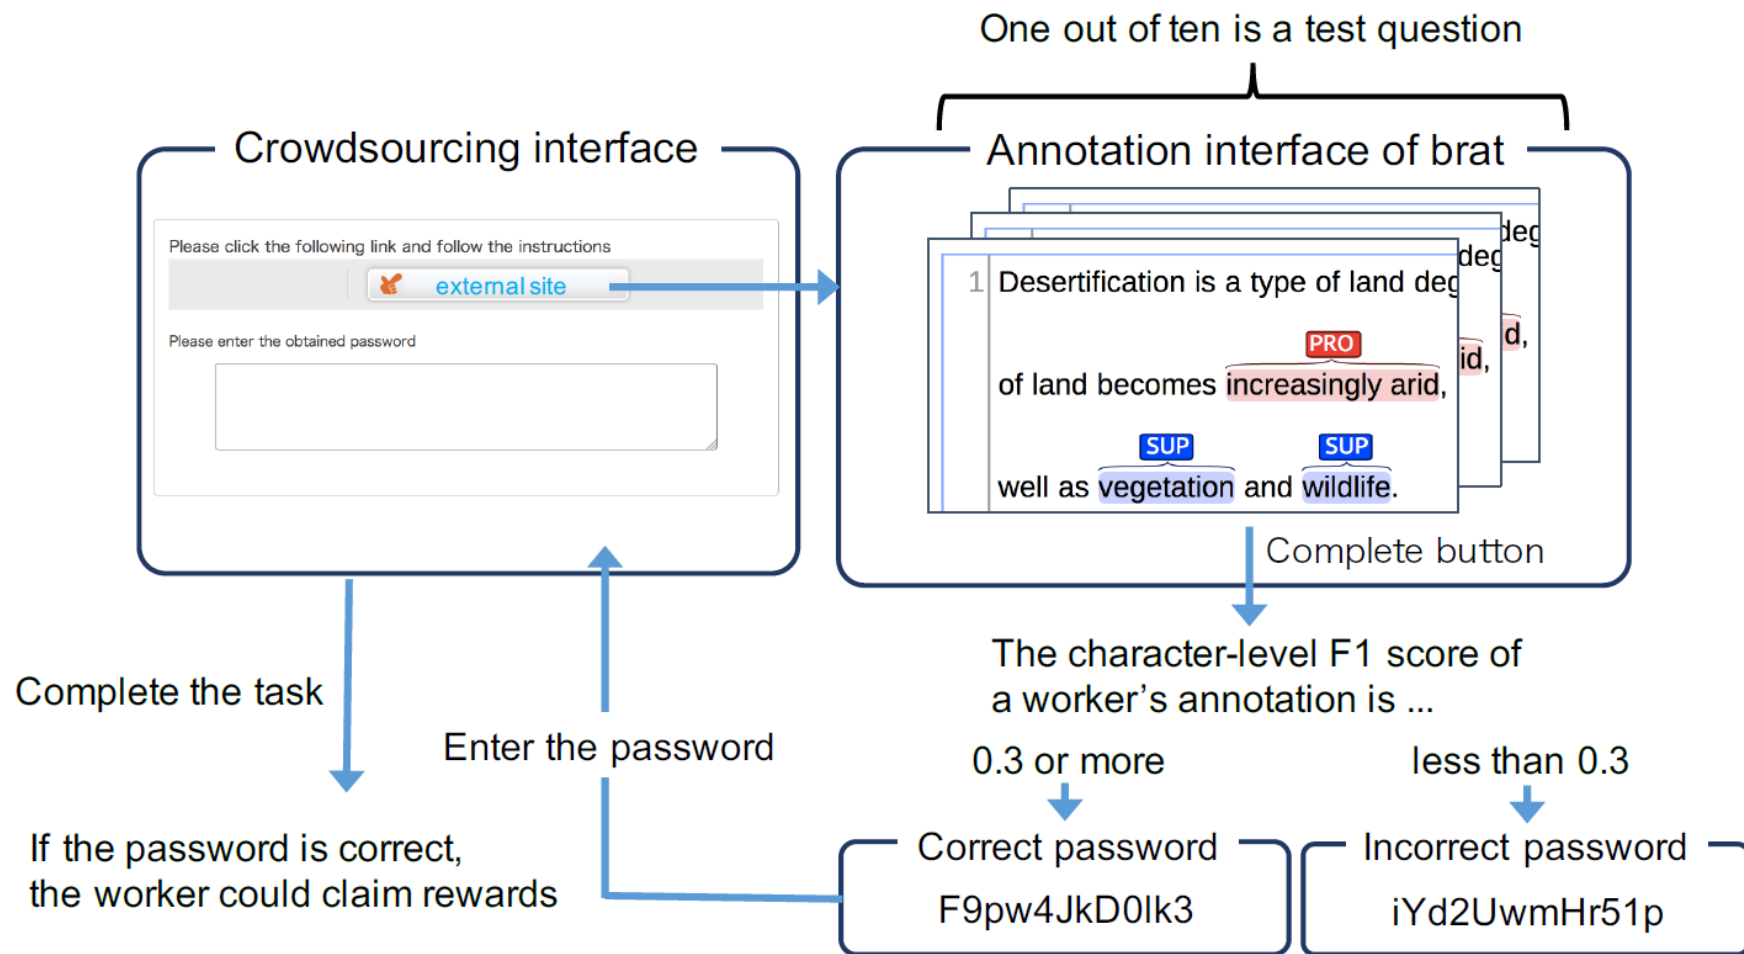 One out of ten is a test question
Crowdsourcing interface
Please click the following link and follow the instructions
external site
Please enter the obtained password
Annotation interface of brat
deg
deg
1 Desertification is a type of land deg
d,
id,
PRO
of land becomes increasingly arid,
SUP SUP
well as vegetation and wildlife.
Complete button
The character-level F1 score of
a worker's annotation is ...
0.3 or more
less than 0.3
Correct password
F9pw4JkD0lk3
Incorrect password
iYd2UwmHr51p
Enter the password
Complete the task
If the password is correct,
the worker could claim rewards